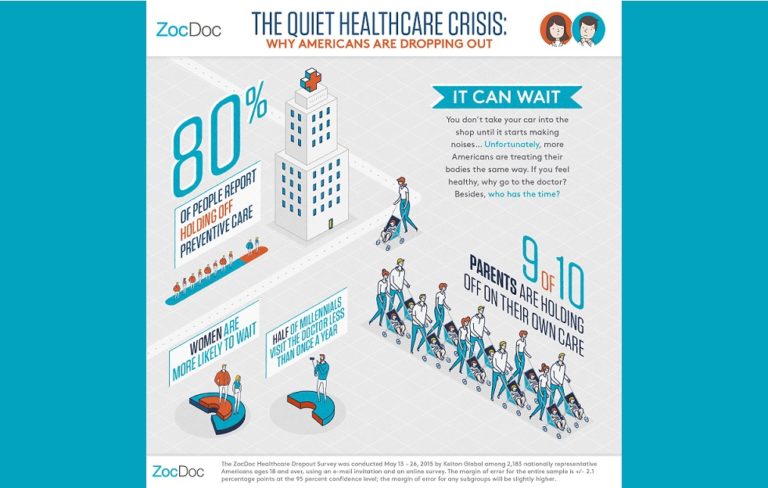 ZocDoc
THE QUIET HEALTHCARE CRISIS:
WHY AMERICANS ARE DROPPING OUT
80%
OF PEOPLE REPORT
HOLDING OFF
PREVENTIVE CARE
IT CAN WAIT
You don't take your car into the
shop until it starts making
noises... Unfortunately, more
Americans are treating their
bodies the same way. If you feel
healthy, why go to the doctor?
Besides, who has the time?
9 OF 10
PARENTS ARE HOLDING
OFF ON THEIR OWN CARE
WOMEN ARE
MORE LIKELY TO WAIT
HALF OF MILLENNIALS
VISIT THE DOCTOR LESS
THAN ONCE A YEAR
ZocDoc
The ZocDoc Healthcare Dropout Survey was conducted May 13 - 26, 2015 by Kelton Global among 2,183 nationally representative
Americans ages 18 and over, using an e-mail invitation and an online survey. The margin of error for the entire sample is +/- 2.1
percentage points at the 95 percent confidence level; the margin of error for any subgroups will be slightly higher.